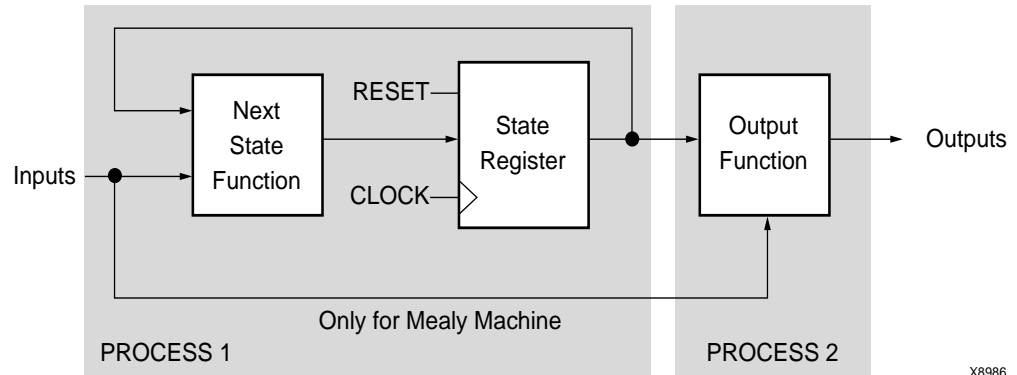 RESET
Next
State
Function
State
Register
Output
Function
Outputs
Inputs
CLOCK
Only for Mealy Machine
PROCESS 1
PROCESS 2
X8986